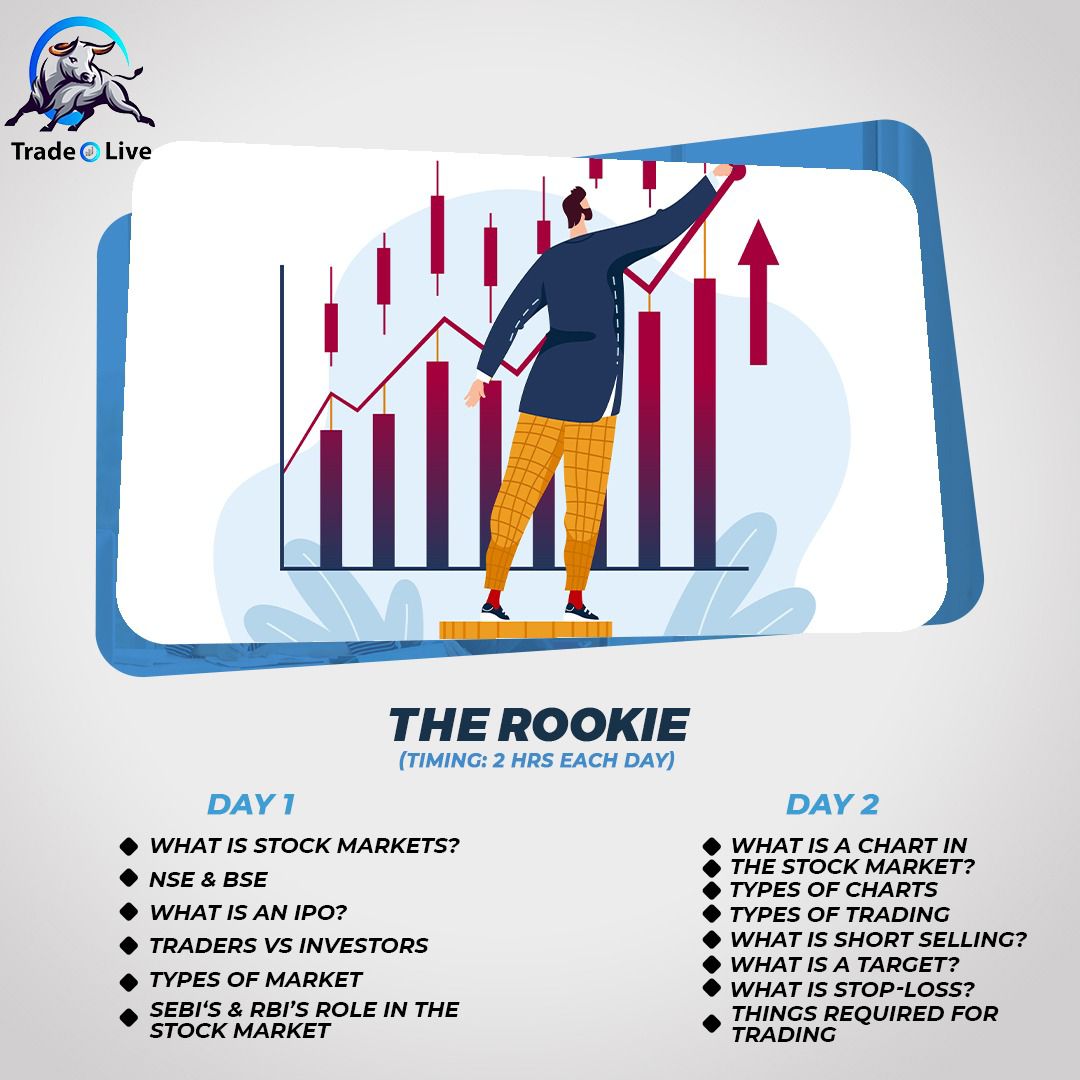 Trade Live
THE ROOKIE
(TIMING: 2 HRS EACH DAY)
DAY 1
WHAT IS STOCK MARKETS?
NSE & BSE
WHAT IS AN IPO?
TRADERS VS INVESTORS
TYPES OF MARKET
SEBI‘S & RBI’S ROLE IN THE
STOCK MARKET
DAY 2
WHAT IS A CHART IN
THE STOCK MARKET?
TYPES OF CHARTS
TYPES OF TRADING
WHAT IS SHORT SELLING?
WHAT IS A TARGET?
WHAT IS STOP-LOSS?
THINGS REQUIRED FOR
TRADING